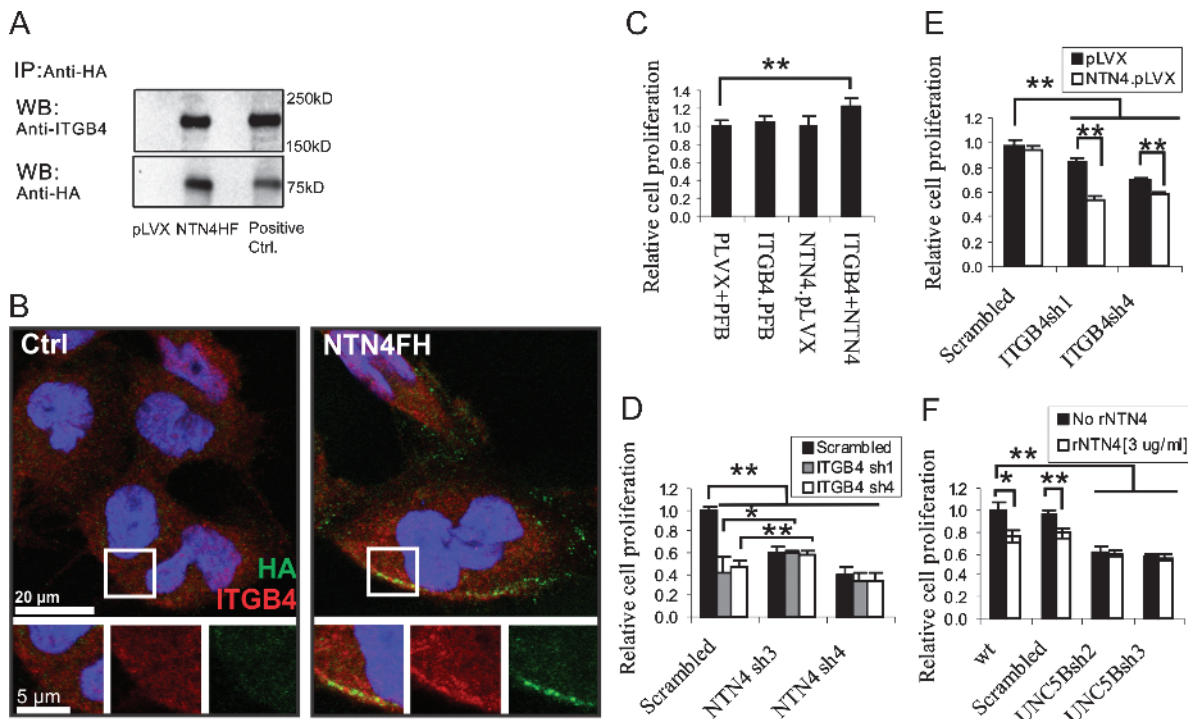 A
IP:Anti-HA
WB:
Anti-ITGB4
250kD
150kD
WB:
Anti-HA
75kD
pLVX NTN4HF Positive
Ctrl.
B
Ctrl
HA
ITGB4
20 µm
5 µm
NTN4FH
C
Relative cell proliferation
**
1.4
1.2
1.0
0.8
0.6
0.4
0.2
0.0
PLVX+PFB
ITGB4.PFB
NTN4.pLVX
ITGB4+NTN4
D
Relative cell proliferation
Scrambled
ITGB4 sh1
ITGB4 sh4
**
*
**
1.2
1.0
0.8
0.6
0.4
0.2
0.0
Scrambled
NTN4 sh3
NTN4 sh4
E
Relative cell proliferation
pLVX
NTN4.pLVX
**
**
**
1.2
1.0
0.8
0.6
0.4
0.2
0.0
Scrambled
ITGB4sh1
ITGB4sh4
F
Relative cell proliferation
No rNTN4
rNTN4[3 ug/ml]
**
*
**
1.2
1.0
0.8
0.6
0.4
0.2
0.0
wt
Scrambled
UNC5Bsh2
UNC5Bsh3